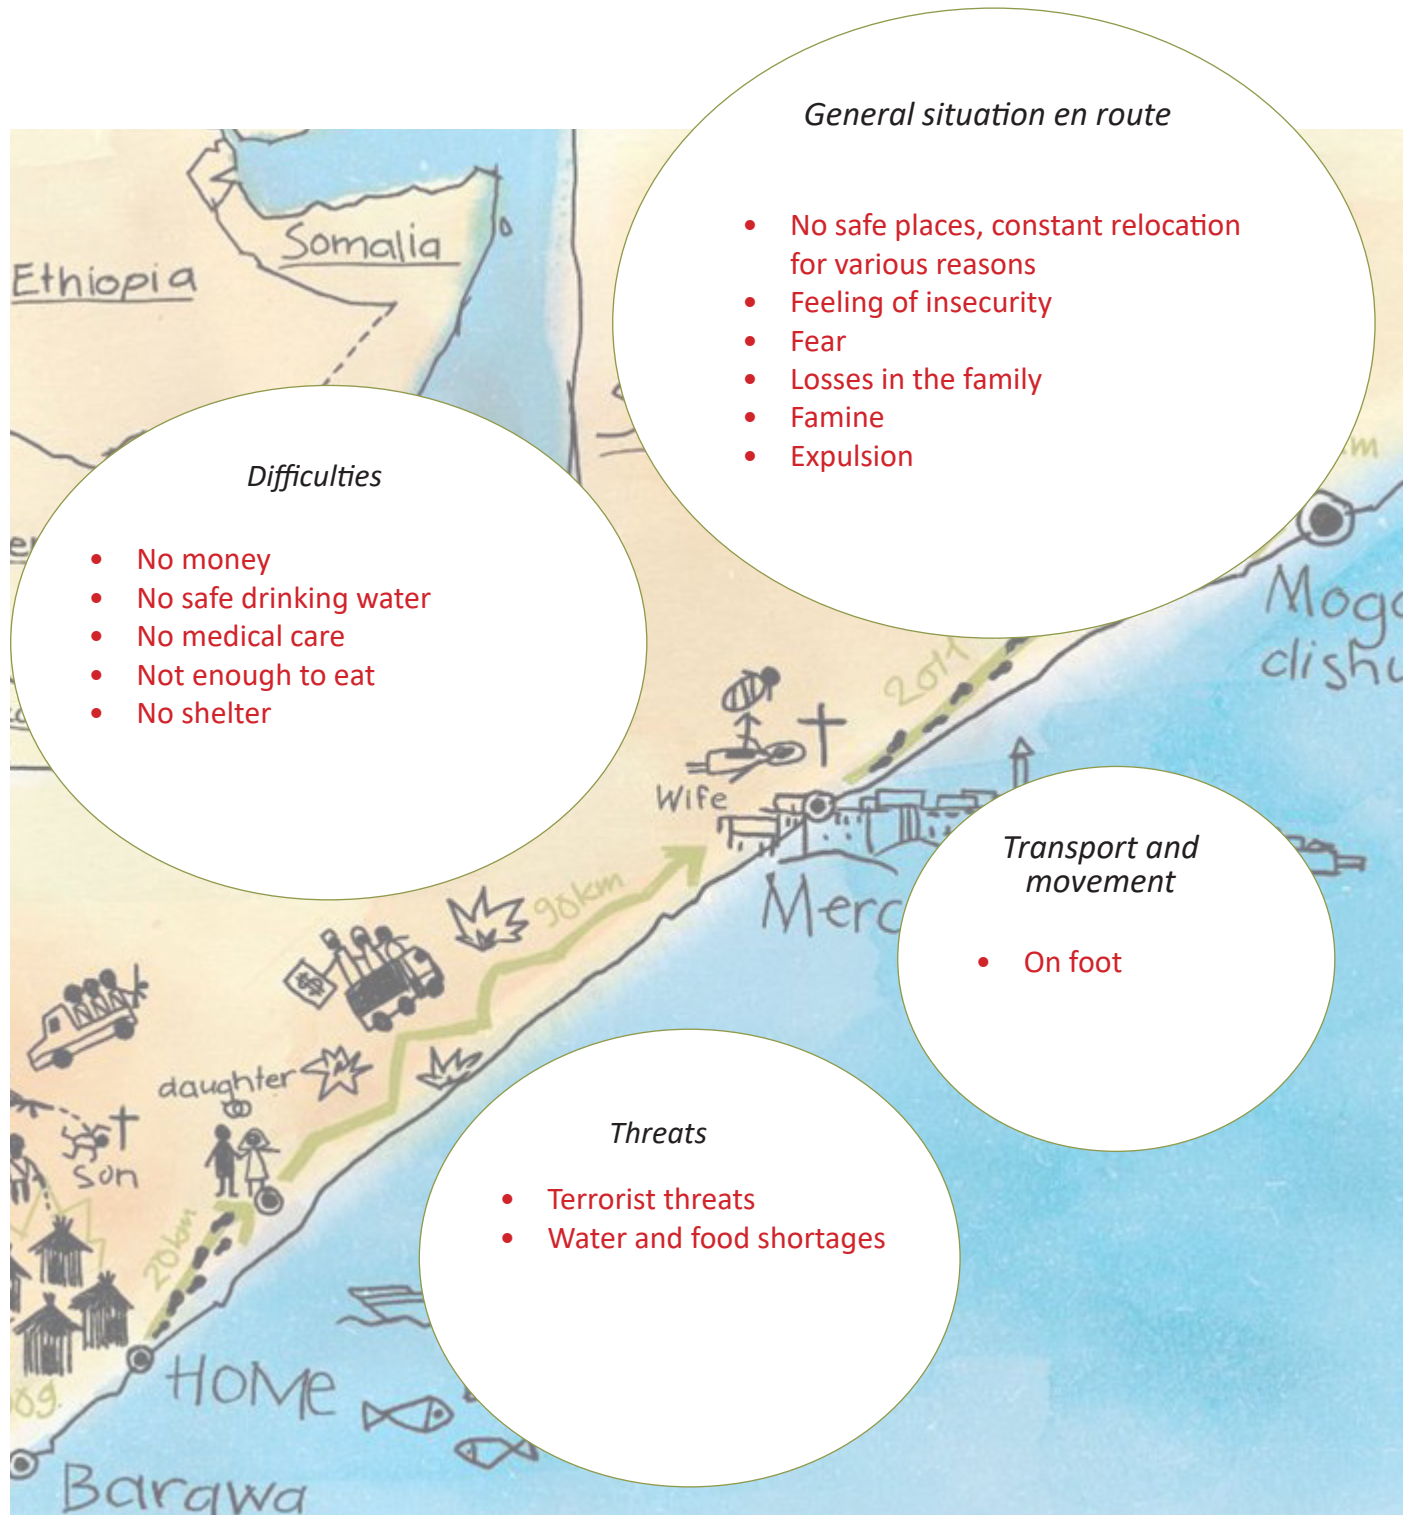 General situation en route
• No safe places, constant relocation
for various reasons
• Feeling of insecurity
• Fear
• Losses in the family
• Famine
• Expulsion
Somalia
Ethiopia
Difficulties
• No money
• No safe drinking water
• No medical care
• Not enough to eat
• No shelter
Moga
dishu
2011
Wife
Merc
90km
Transport and
movement
• On foot
daughter
Son
20km
Threats
• Terrorist threats
• Water and food shortages
HOME
Barawa